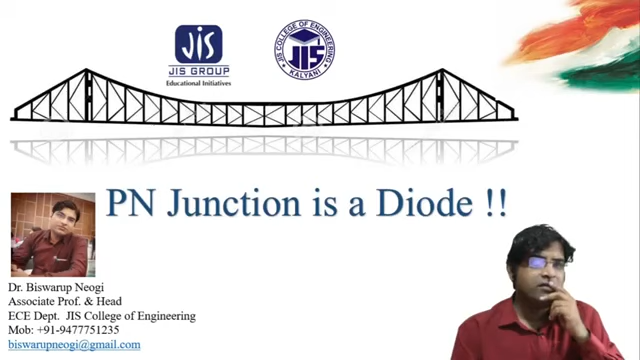 JIS
JIS GROUP
Educational Initiatives
JIS COLLEGE OF ENGINEERING
JIS
KALYANI
PN Junction is a Diode !!
Dr. Biswarup Neogi
Associate Prof. & Head
ECE Dept.  JIS College of Engineering
Mob: +91-9477751235
biswarupneogi@gmail.com